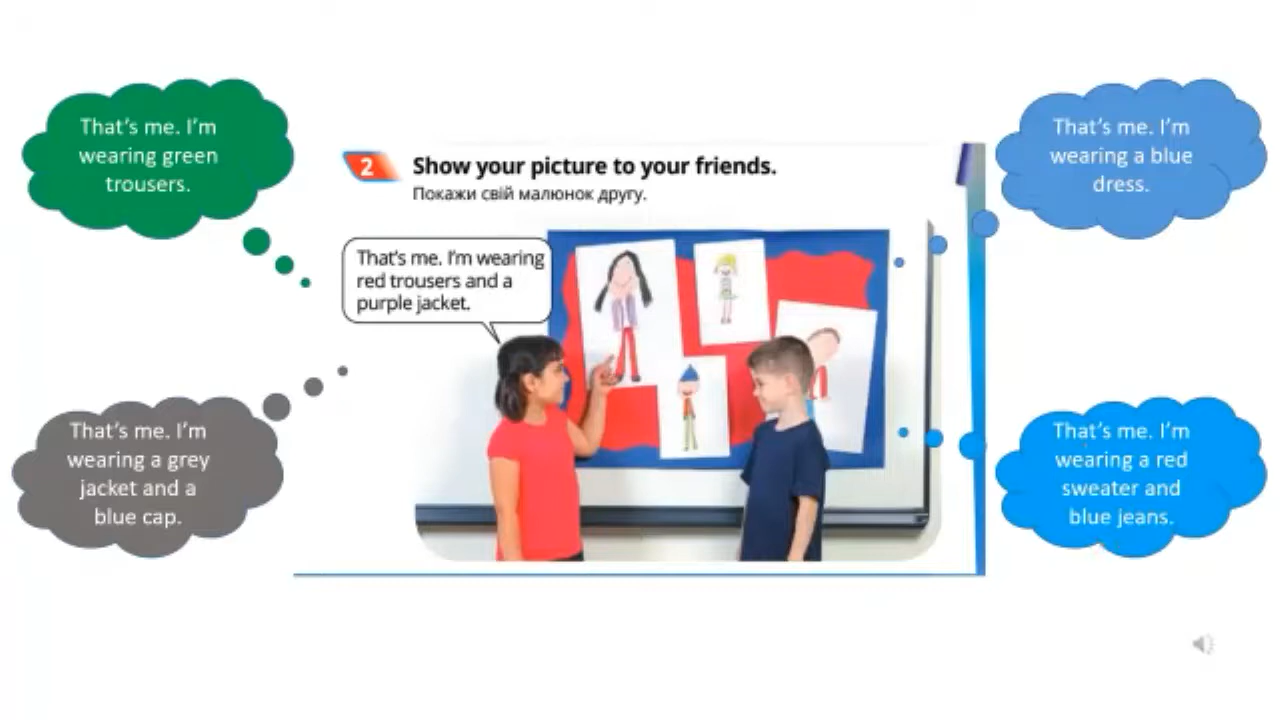 That's me. I'm
wearing green
trousers.
2
Show your picture to your friends.
Покажи свій малюнок другу.
That's me. I'm wearing
red trousers and a
purple jacket.
That's me. I'm
wearing a blue
dress.
That's me. I'm
wearing a grey
jacket and a
blue cap.
That's me. I'm
wearing a red
sweater and
blue jeans.